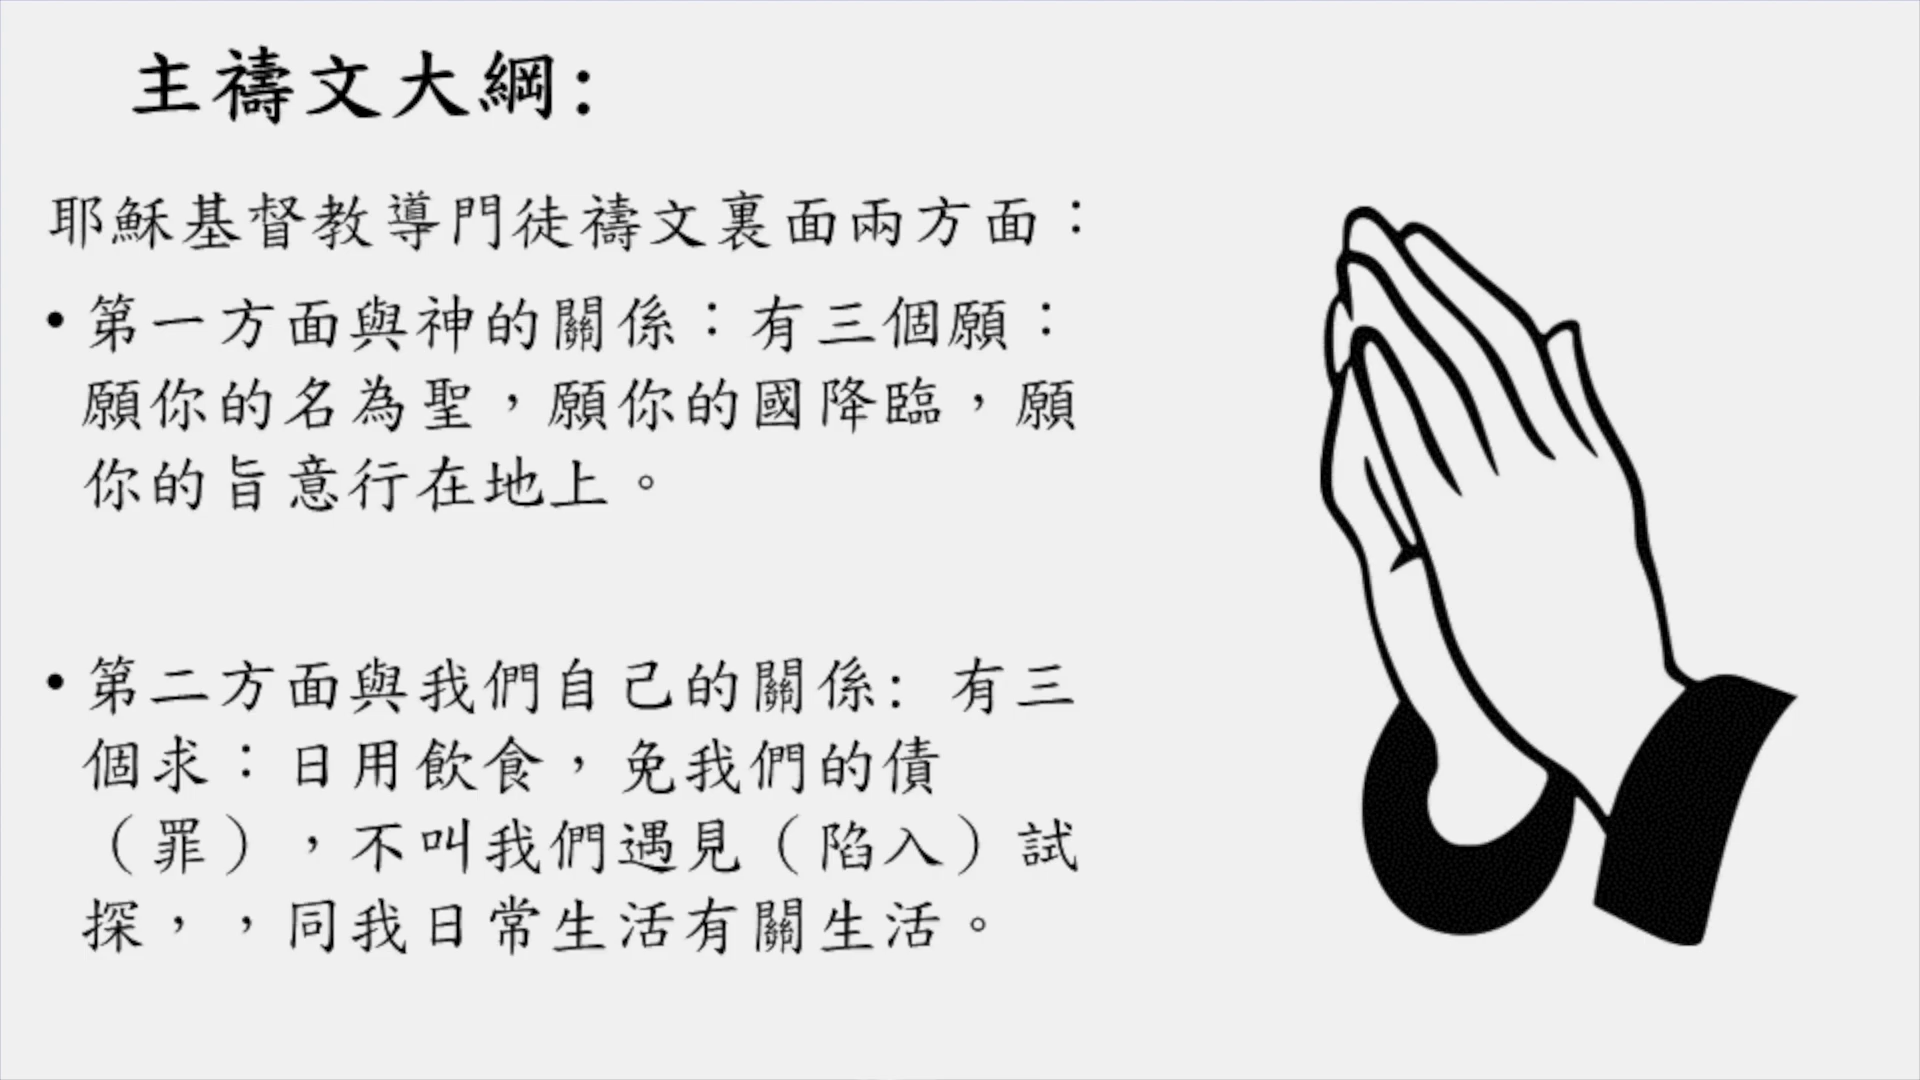 主禱文大綱:
耶穌基督教導門徒禱文裏面兩方面：
• 第一方面與神的關係：有三個願：
願你的名為聖，願你的國降臨，願
你的旨意行在地上。
• 第二方面與我們自己的關係: 有三
個求：日用飲食，免我們的債
（罪），不叫我們遇見（陷入）試
探，，同我日常生活有關生活。